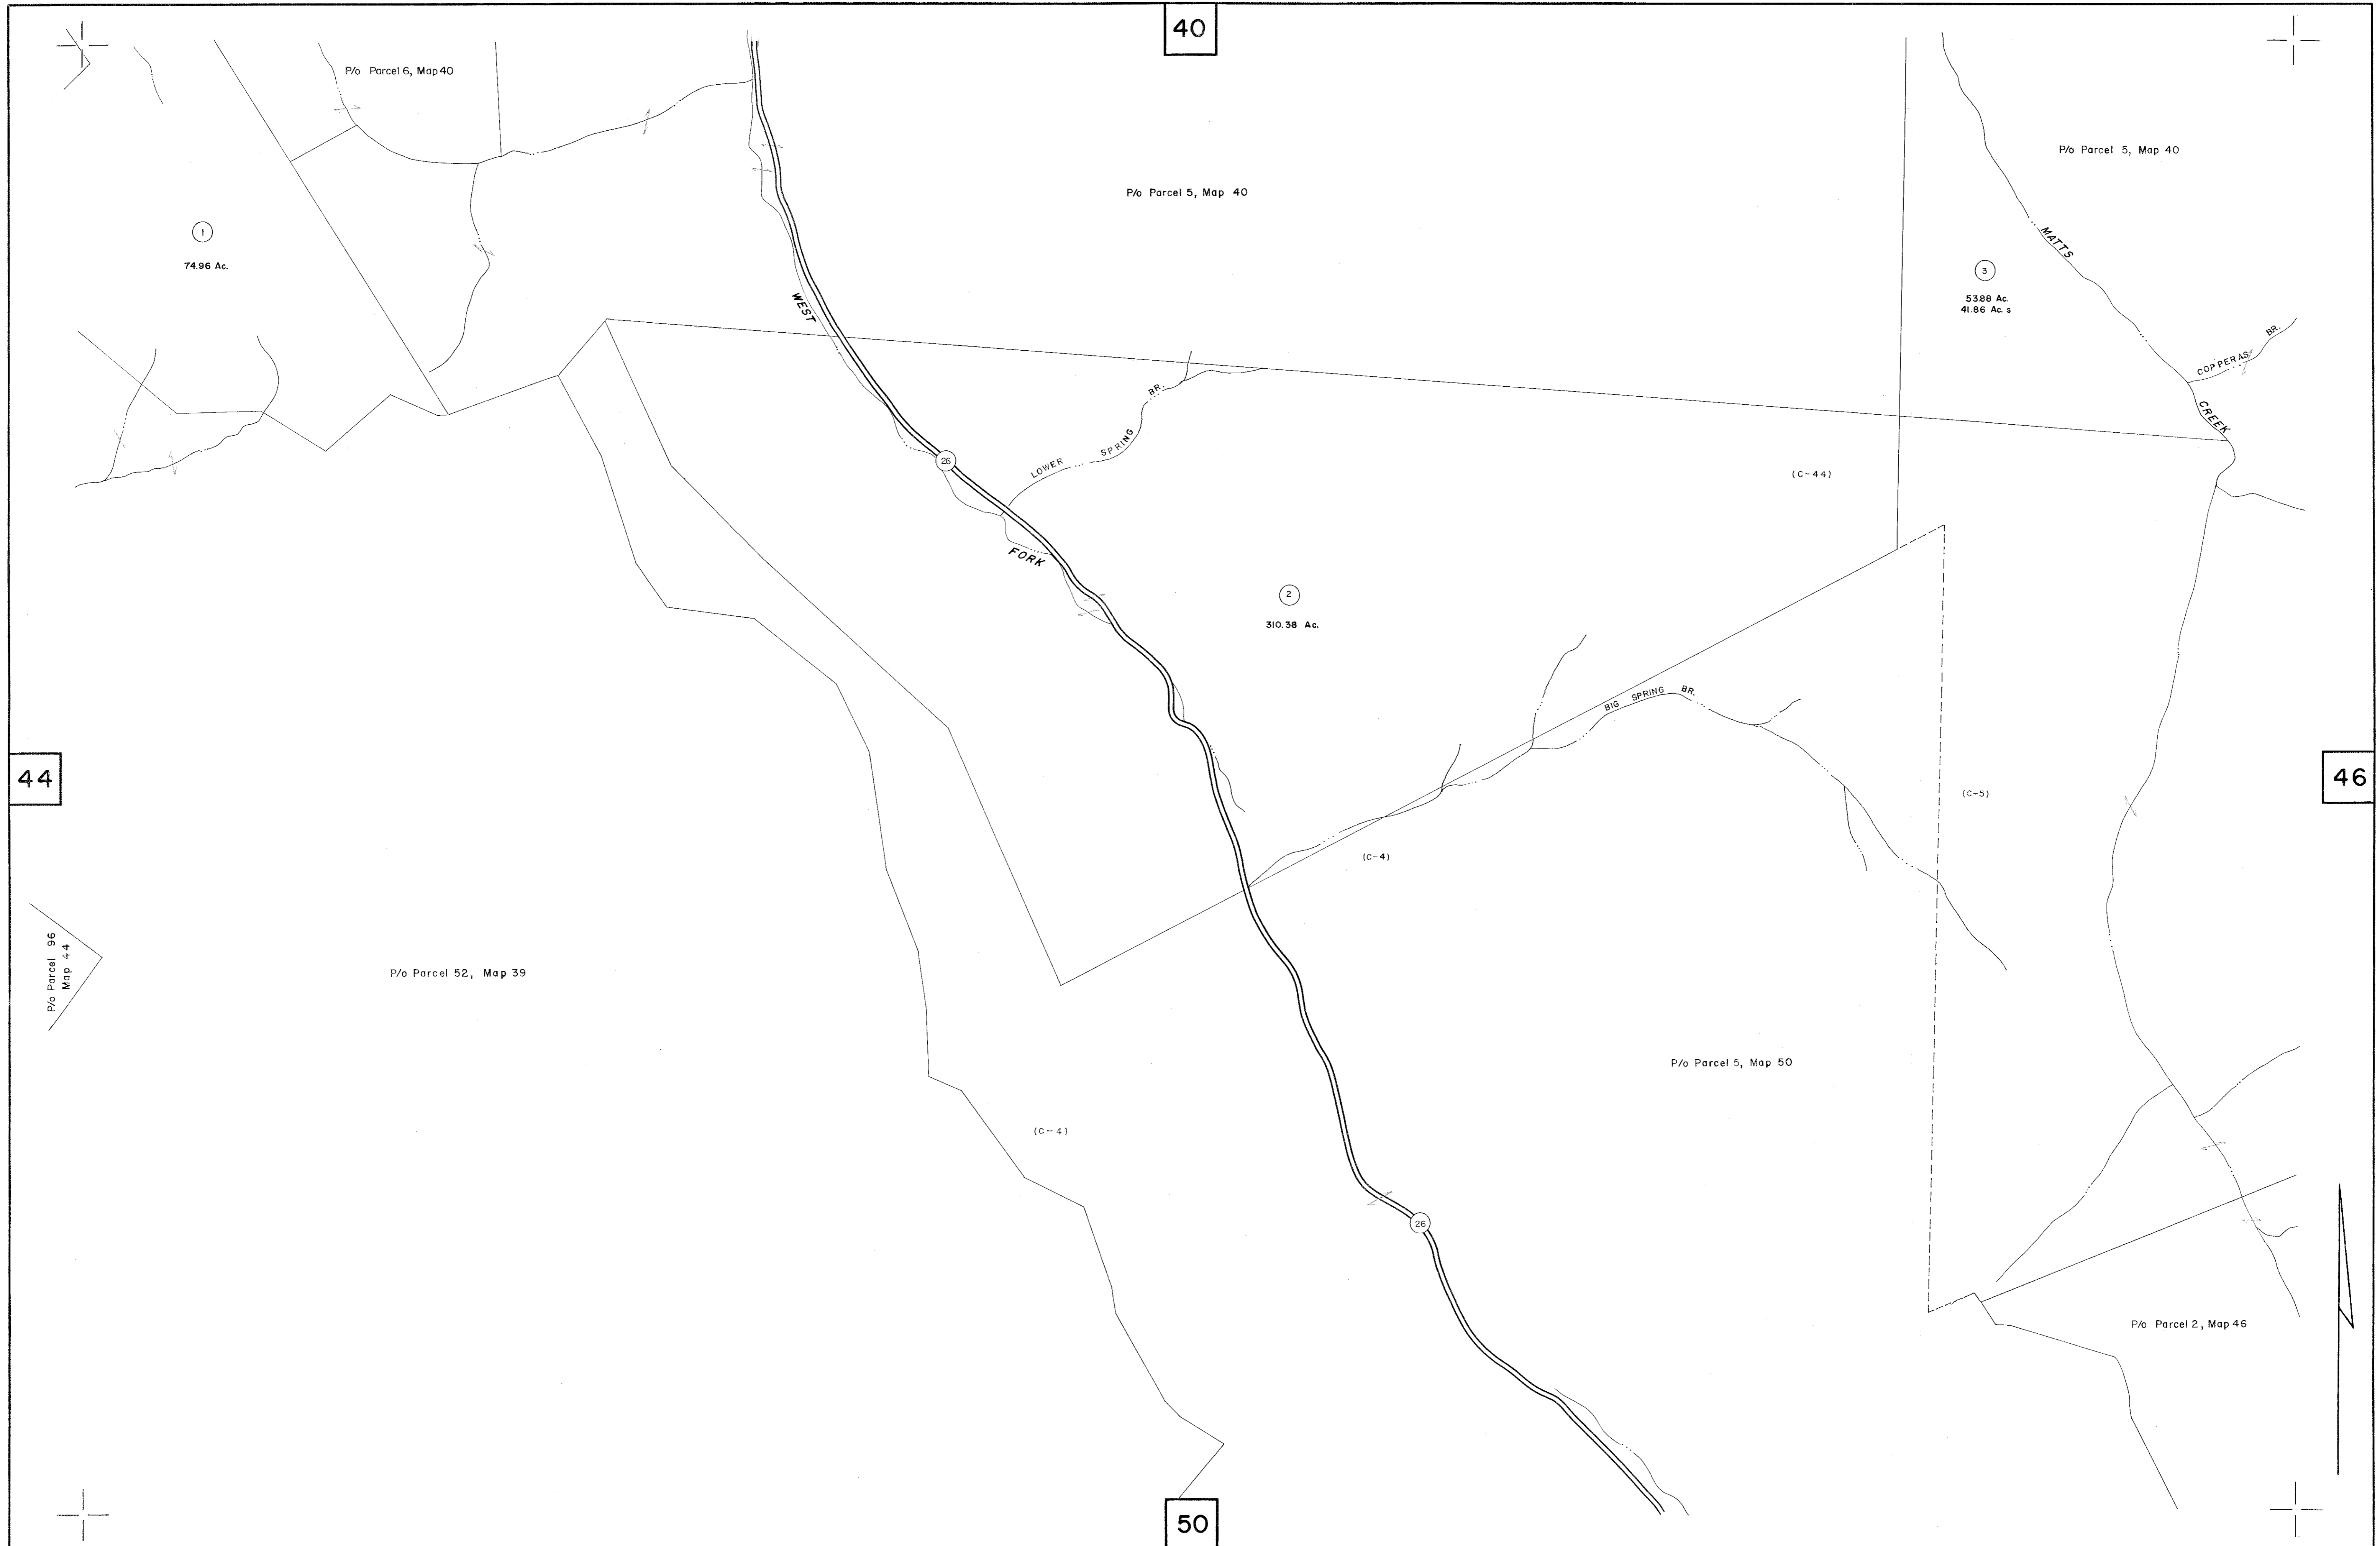 40
P/o Parcel 6, Map 40
P/o Parcel 5, Map 40
P/o Parcel 5, Map 40
1
74.96 Ac.
MATTS
3
53.88 Ac.
41.86 Ac. s
WEST
COPPERAS BR.
CREEK
LOWER SPRING BR.
26
(C-44)
FORK
2
310.38 Ac.
BIG SPRING BR.
44
46
(C-5)
(C-4)
P/o Parcel 96
Map 44
P/o Parcel 52, Map 39
P/o Parcel 5, Map 50
(C-4)
26
P/o Parcel 2, Map 46
50